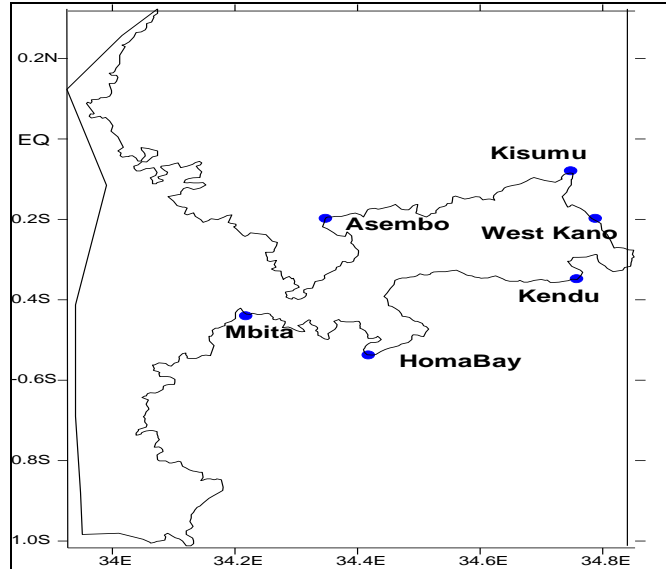 0.2N
EQ
Kisumu
0.2S
Asembo
West Kano
Kendu
0.4S
Mbita
HomaBay
0.6S
0.8S
1.0S
34E
34.2E
34.4E
34.6E
34.8E